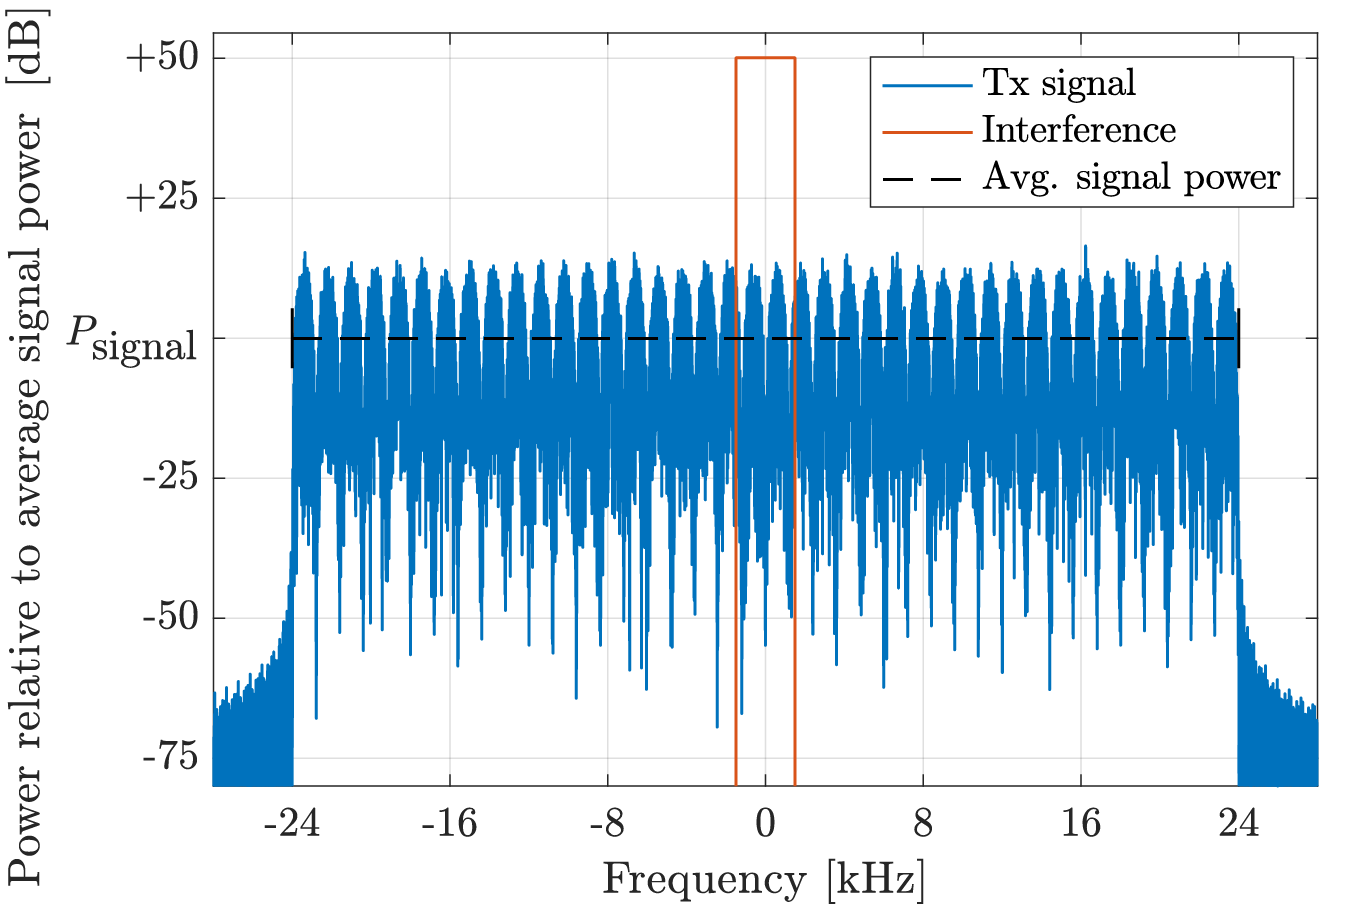 Power relative to average signal power [dB]
+50
+25
Psignal
-25
-50
-75
Tx signal
Interference
Avg. signal power
-24 -16 -8 0 8 16 24
Frequency [kHz]